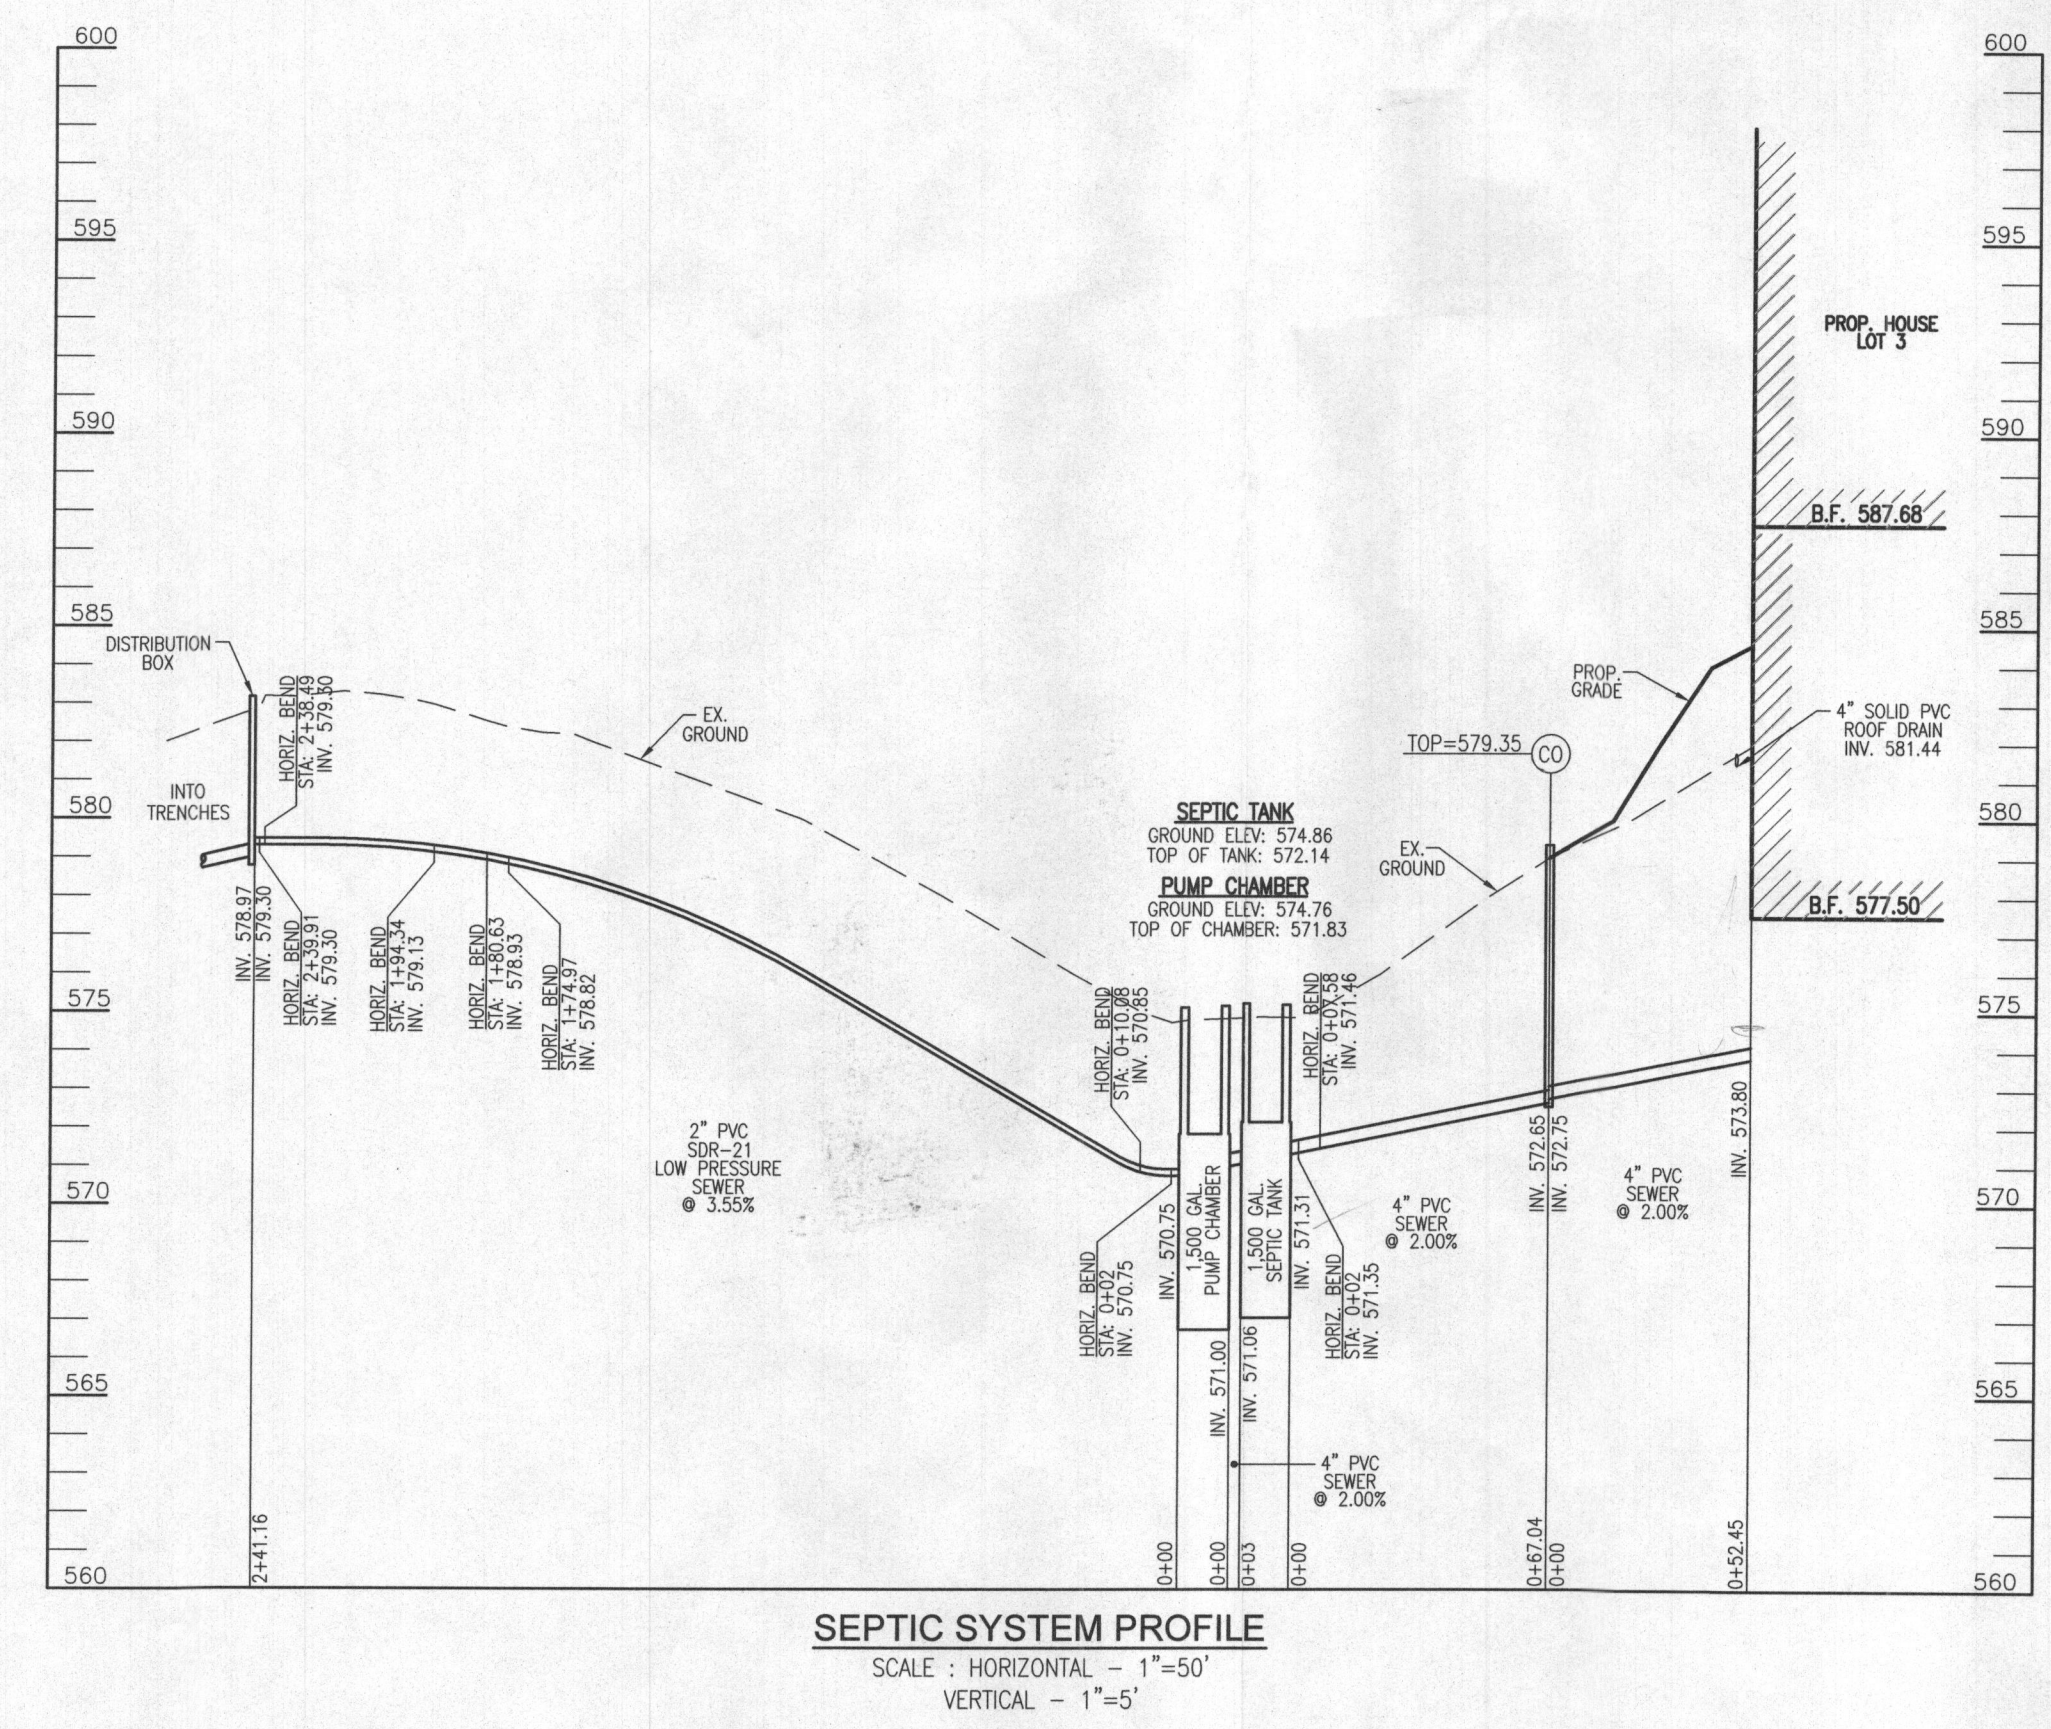 600
595
590
585
580
575
570
565
560
600
595
590
585
580
575
570
565
560
PROP. HOUSE
LOT 3
B.F. 587.68
B.F. 577.50
4" SOLID PVC
ROOF DRAIN
INV. 581.44
PROP.
GRADE
TOP=579.35
CO
EX.
GROUND
DISTRIBUTION
BOX
HORIZ. BEND
STA: 2+38.49
INV. 579.30
EX.
GROUND
INTO
TRENCHES
SEPTIC TANK
GROUND ELEV: 574.86
TOP OF TANK: 572.14
PUMP CHAMBER
GROUND ELEV: 574.76
TOP OF CHAMBER: 571.83
INV. 578.97
INV. 579.30
HORIZ. BEND
STA: 2+39.91
INV. 579.30
HORIZ. BEND
STA: 1+94.34
INV. 579.13
HORIZ. BEND
STA: 1+80.63
INV. 578.93
HORIZ. BEND
STA: 1+74.97
INV. 578.82
HORIZ. BEND
STA: 0+10.08
INV. 570.85
HORIZ. BEND
STA: 0+07.58
INV. 571.46
2" PVC
SDR-21
LOW PRESSURE
SEWER
@ 3.55%
HORIZ. BEND
STA: 0+02
INV. 570.75
INV. 570.75
1,500 GAL.
PUMP CHAMBER
1,500 GAL.
SEPTIC TANK
INV. 571.31
HORIZ. BEND
STA: 0+02
INV. 571.35
4" PVC
SEWER
@ 2.00%
INV. 572.65
INV. 572.75
4" PVC
SEWER
@ 2.00%
INV. 573.80
INV. 571.00
INV. 571.06
4" PVC
SEWER
@ 2.00%
2+41.16
0+00
0+00
0+03
0+00
0+67.04
0+00
0+52.45
SEPTIC SYSTEM PROFILE
SCALE : HORIZONTAL - 1"=50'
VERTICAL - 1"=5'